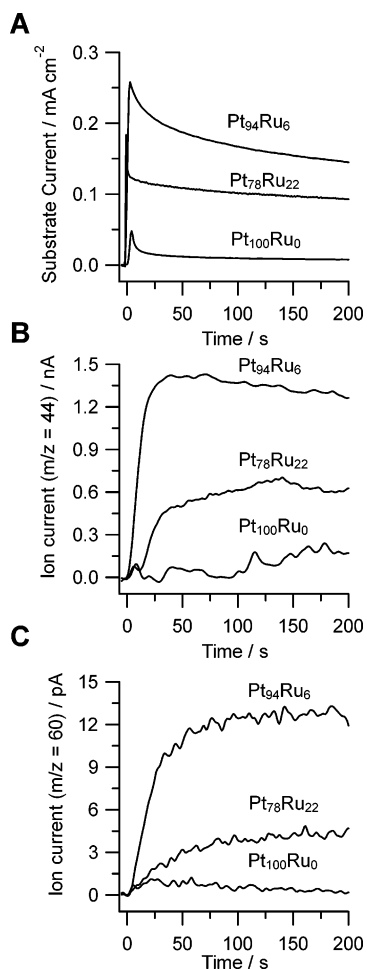 A
Substrate Current / mA cm⁻²
0.3
0.2
0.1
0.0
Pt₉₄Ru₆
Pt₇₈Ru₂₂
Pt₁₀₀Ru₀
0 50 100 150 200
Time / s
B
Ion current (m/z = 44) / nA
1.5
1.2
0.9
0.6
0.3
0.0
Pt₉₄Ru₆
Pt₇₈Ru₂₂
Pt₁₀₀Ru₀
0 50 100 150 200
Time / s
C
Ion current (m/z = 60) / pA
15
12
9
6
3
0
Pt₉₄Ru₆
Pt₇₈Ru₂₂
Pt₁₀₀Ru₀
0 50 100 150 200
Time / s